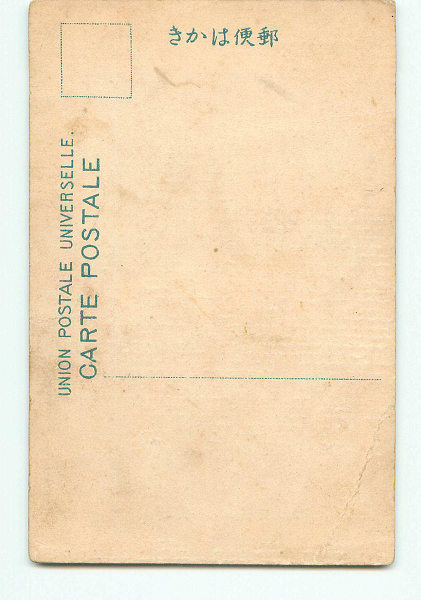 郵便はかき
UNION POSTALE UNIVERSELLE.
CARTE POSTALE